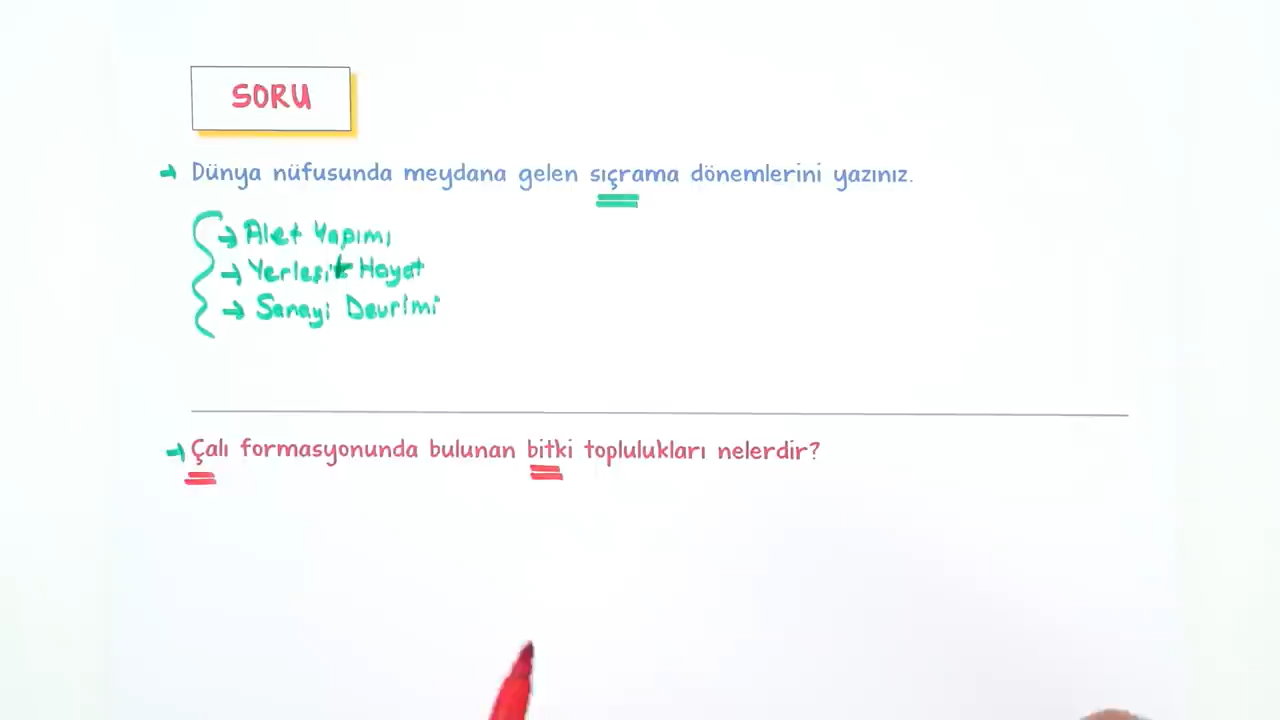 SORU
→ Dünya nüfusunda meydana gelen sıçrama dönemlerini yazınız.
→ Alet Yapımı
→ Yerleşik Hayat
→ Sanayi Devrimi
→ Çalı formasyonunda bulunan bitki toplulukları nelerdir?